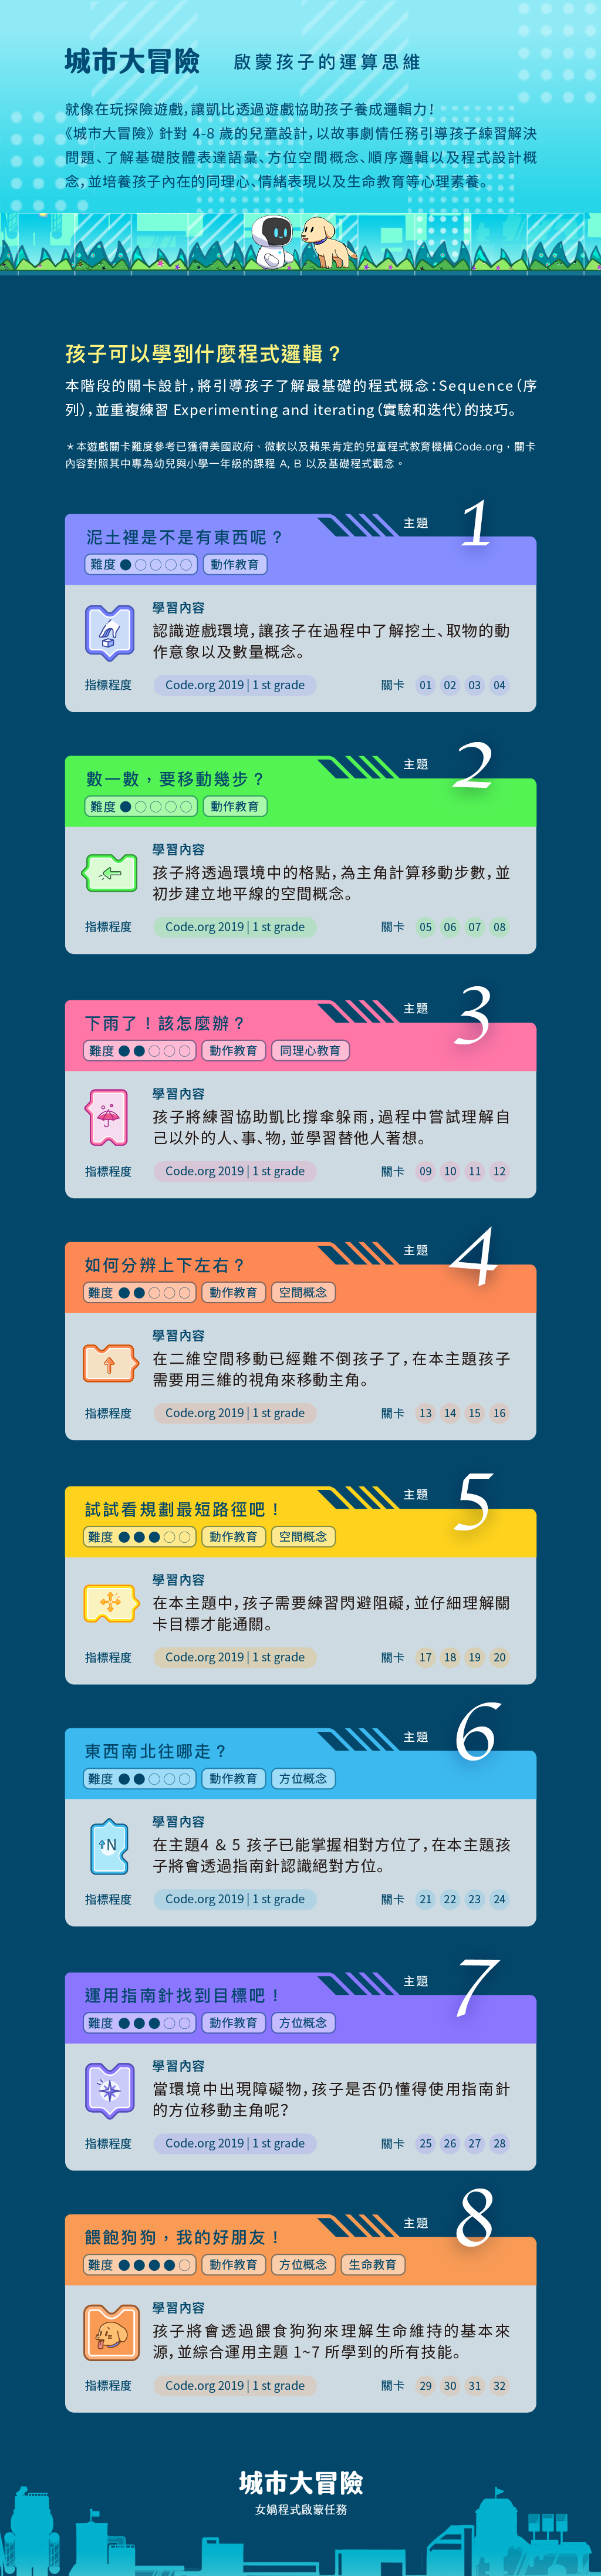 城市大冒險 啟蒙孩子的運算思維
就像在玩探險遊戲，讓凱比透過遊戲協助孩子養成邏輯力！
《城市大冒險》針對 4-8 歲的兒童設計，以故事劇情任務引導孩子練習解決
問題、了解基礎肢體表達語彙、方位空間概念、順序邏輯以及程式設計概
念，並培養孩子內在的同理心、情緒表現以及生命教育等心理素養。
孩子可以學到什麼程式邏輯？
本階段的關卡設計，將引導孩子了解最基礎的程式概念：Sequence（序
列），並重複練習 Experimenting and iterating（實驗和迭代）的技巧。
＊本遊戲關卡難度參考已獲得美國政府、微軟以及蘋果肯定的兒童程式教育機構Code.org，關卡
內容對照其中專為幼兒與小學一年級的課程 A, B 以及基礎程式觀念。
主題 1
泥土裡是不是有東西呢？
難度 ●○○○○ 動作教育
學習內容
認識遊戲環境，讓孩子在過程中了解挖土、取物的動
作意象以及數量概念。
指標程度 Code.org 2019 | 1 st grade 關卡 01 02 03 04
主題 2
數一數，要移動幾步？
難度 ●○○○○ 動作教育
學習內容
孩子將透過環境中的格點，為主角計算移動步數，並
初步建立地平線的空間概念。
指標程度 Code.org 2019 | 1 st grade 關卡 05 06 07 08
主題 3
下雨了！該怎麼辦？
難度 ●●○○○ 動作教育 同理心教育
學習內容
孩子將練習協助凱比撐傘躲雨，過程中嘗試理解自
己以外的人、事、物，並學習替他人著想。
指標程度 Code.org 2019 | 1 st grade 關卡 09 10 11 12
主題 4
如何分辨上下左右？
難度 ●●○○○ 動作教育 空間概念
學習內容
在二維空間移動已經難不倒孩子了，在本主題孩子
需要用三維的視角來移動主角。
指標程度 Code.org 2019 | 1 st grade 關卡 13 14 15 16
主題 5
試試看規劃最短路徑吧！
難度 ●●●○○ 動作教育 空間概念
學習內容
在本主題中，孩子需要練習閃避阻礙，並仔細理解關
卡目標才能通關。
指標程度 Code.org 2019 | 1 st grade 關卡 17 18 19 20
主題 6
東西南北往哪走？
難度 ●●○○○ 動作教育 方位概念
學習內容
N
在主題4 & 5 孩子已能掌握相對方位了，在本主題孩
子將會透過指南針認識絕對方位。
指標程度 Code.org 2019 | 1 st grade 關卡 21 22 23 24
主題 7
運用指南針找到目標吧！
難度 ●●●○○ 動作教育 方位概念
學習內容
當環境中出現障礙物，孩子是否仍懂得使用指南針
的方位移動主角呢？
指標程度 Code.org 2019 | 1 st grade 關卡 25 26 27 28
主題 8
餵飽狗狗，我的好朋友！
難度 ●●●●○ 動作教育 方位概念 生命教育
學習內容
孩子將會透過餵食狗狗來理解生命維持的基本來
源，並綜合運用主題 1~7 所學到的所有技能。
指標程度 Code.org 2019 | 1 st grade 關卡 29 30 31 32
城市大冒險
女媧程式啟蒙任務